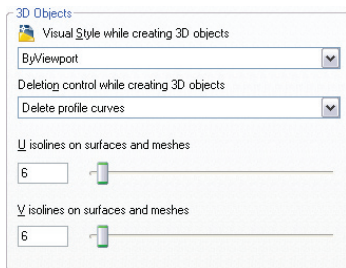 3D Objects
Visual Style while creating 3D objects
ByViewport
Deletion control while creating 3D objects
Delete profile curves
U isolines on surfaces and meshes
6
V isolines on surfaces and meshes
6